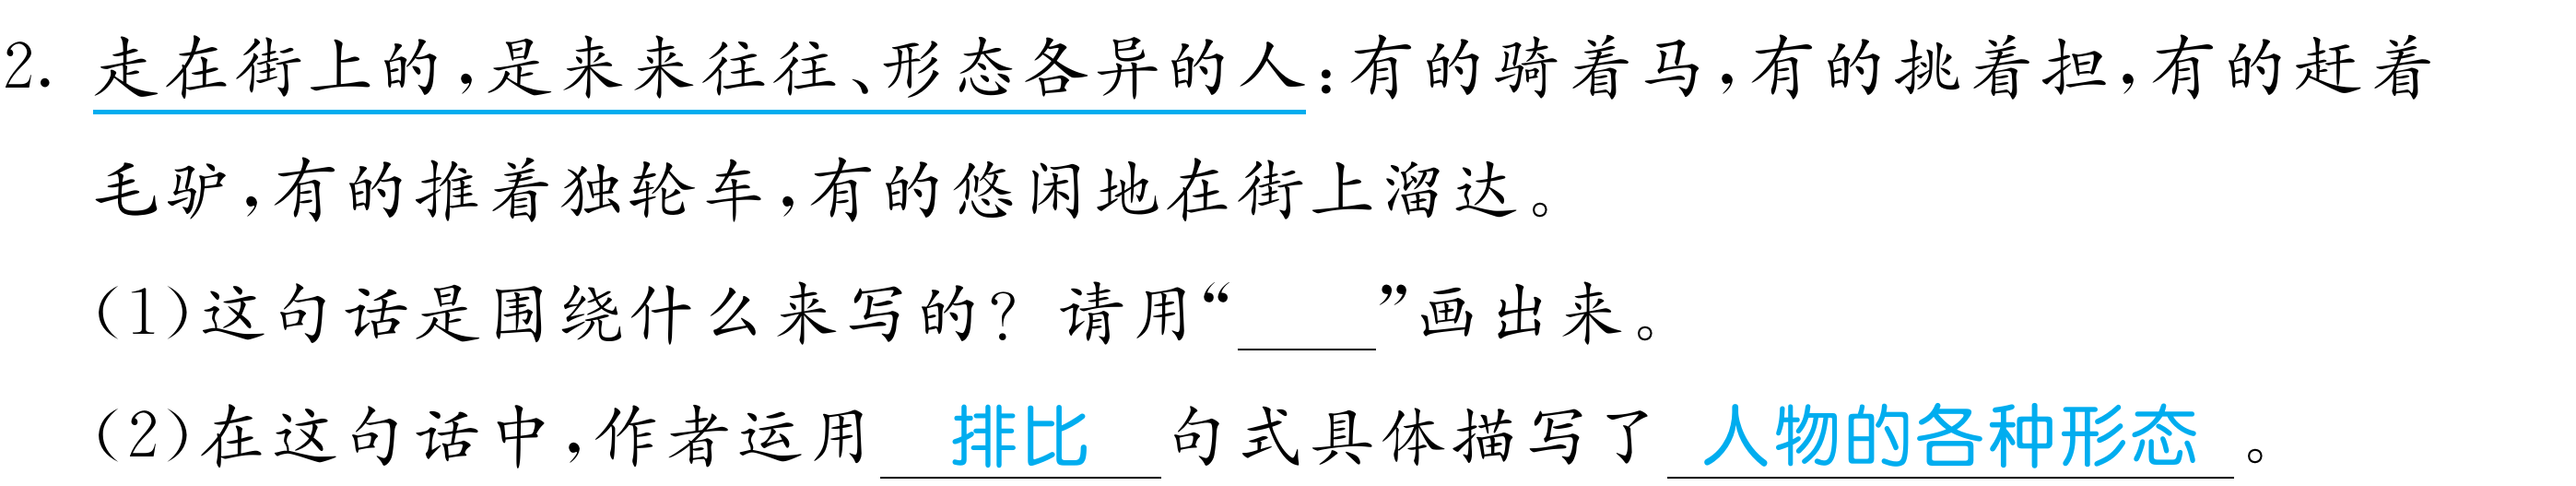 2. 走在街上的,是来来往往、形态各异的人:有的骑着马,有的挑着担,有的赶着
毛驴,有的推着独轮车,有的悠闲地在街上溜达。
(1)这句话是围绕什么来写的? 请用“____”画出来。
(2)在这句话中,作者运用 排比 句式具体描写了 人物的各种形态 。